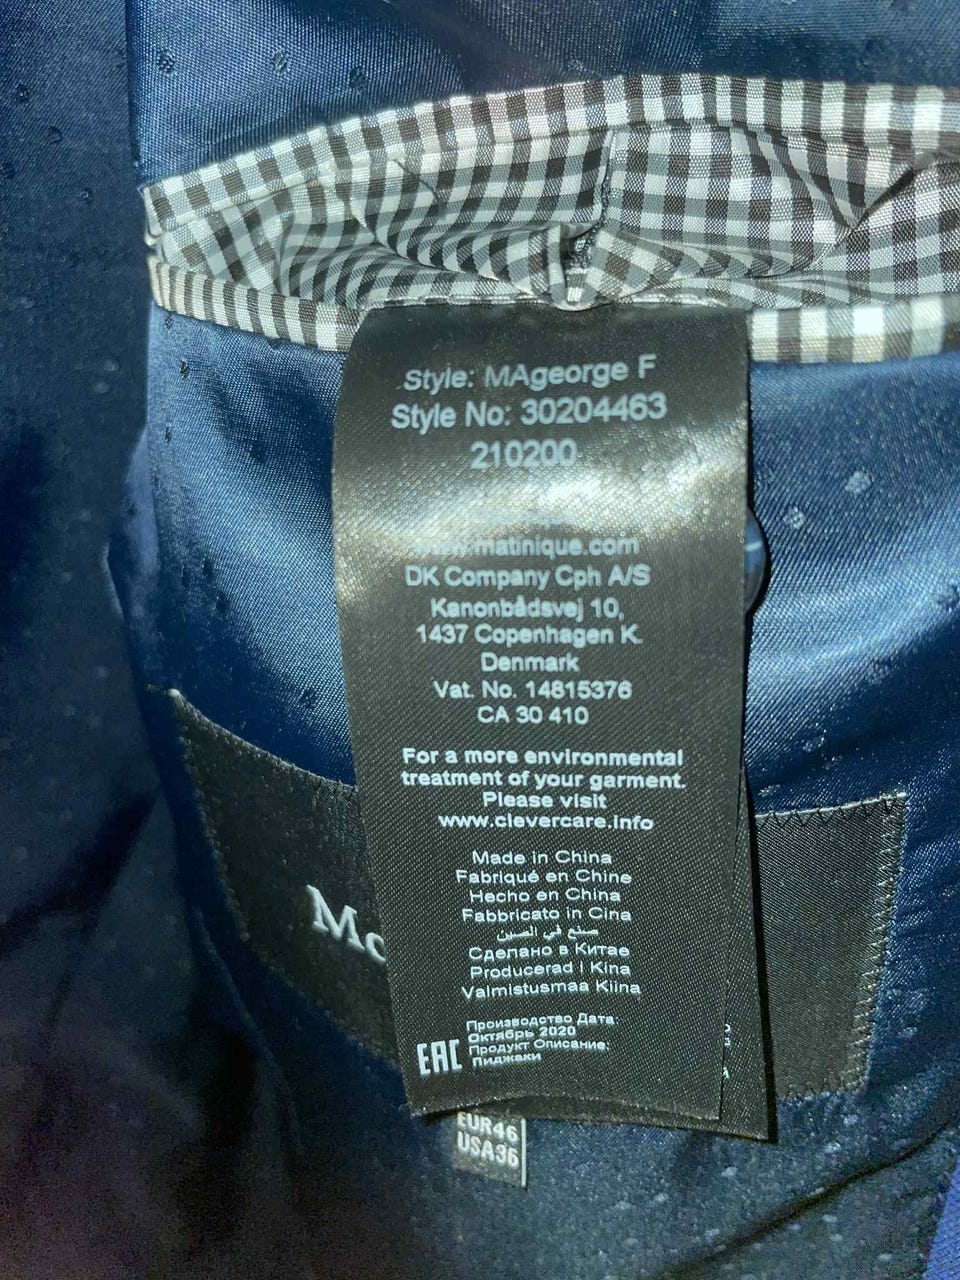 Style: MAgeorge F
Style No: 30204463
210200
www.matinique.com
DK Company Cph A/S
Kanonbådsvej 10,
1437 Copenhagen K.
Denmark
Vat. No. 14815376
CA 30 410
For a more environmental
treatment of your garment.
Please visit
www.clevercare.info
Made in China
Fabriqué en Chine
Hecho en China
Fabbricato in Cina
صنع في الصين
Сделано в Китае
Producerad i Kina
Valmistusmaa Kiina
Производство Дата:
Октябрь 2020
Продукт Описание:
Пиджаки
EAC
EUR46
USA36